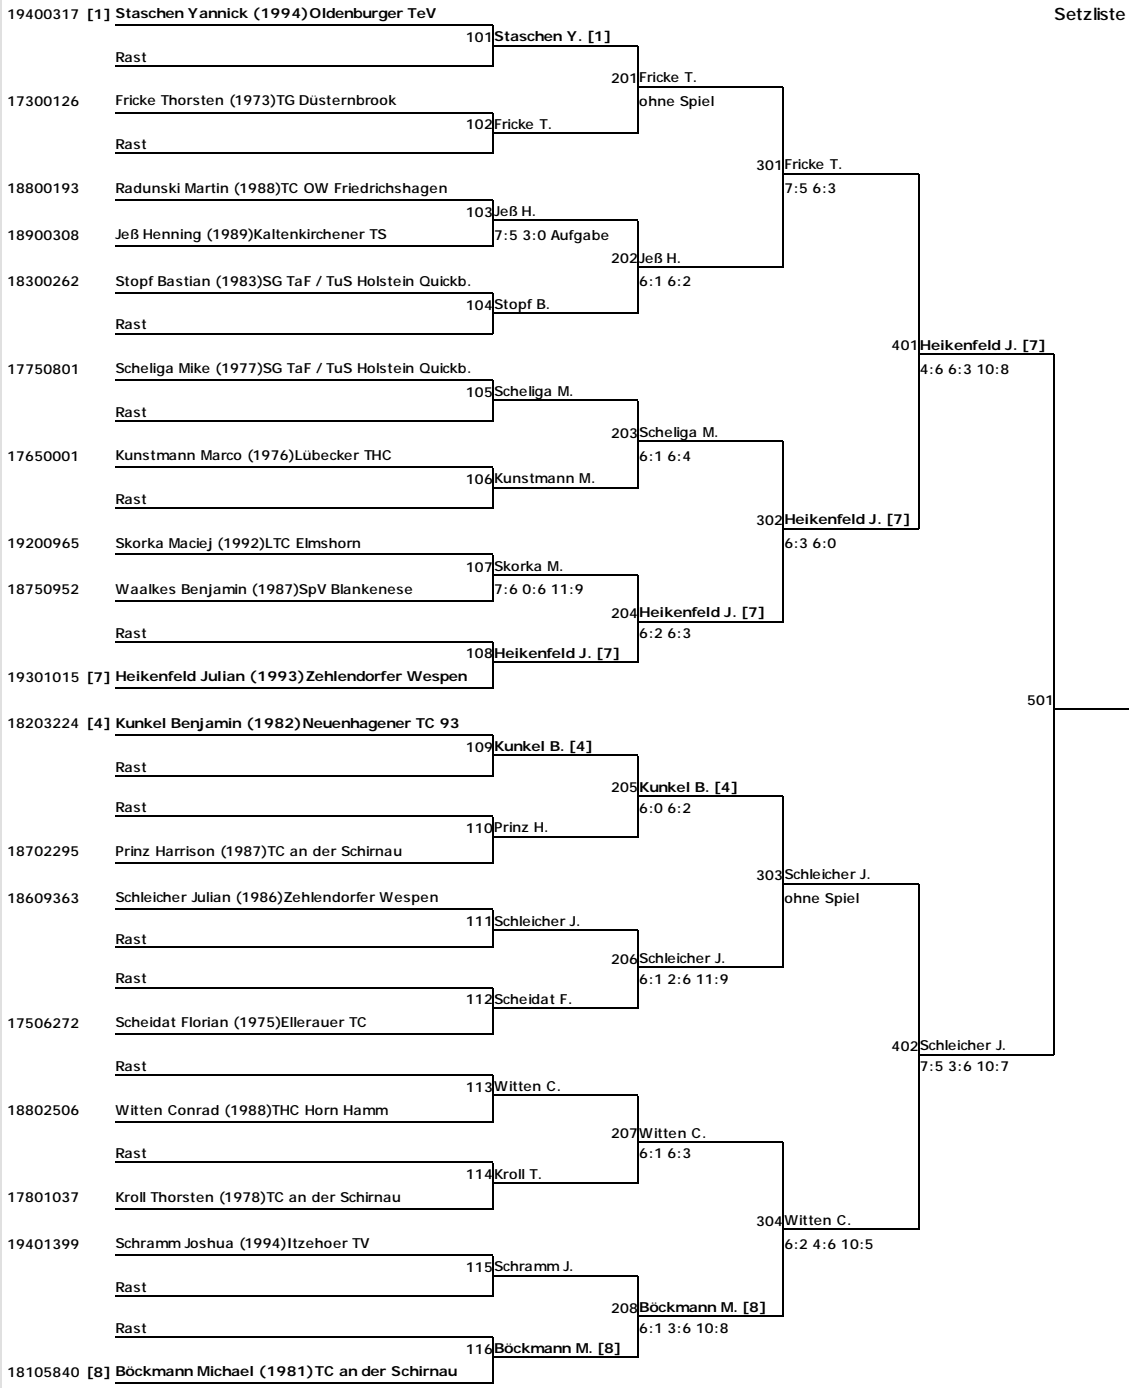 19400317 [1] Staschen Yannick (1994) Oldenburger TeV
Setzliste
101 Staschen Y. [1]
Rast
201 Fricke T.
17300126 Fricke Thorsten (1973) TG Düsternbrook
ohne Spiel
102 Fricke T.
Rast
301 Fricke T.
18800193 Radunski Martin (1988) TC OW Friedrichshagen
7:5 6:3
103 Jeß H.
18900308 Jeß Henning (1989) Kaltenkirchener TS
7:5 3:0 Aufgabe
202 Jeß H.
18300262 Stopf Bastian (1983) SG TaF / TuS Holstein Quickb.
6:1 6:2
104 Stopf B.
Rast
401 Heikenfeld J. [7]
17750801 Scheliga Mike (1977) SG TaF / TuS Holstein Quickb.
4:6 6:3 10:8
105 Scheliga M.
Rast
203 Scheliga M.
17650001 Kunstmann Marco (1976) Lübecker THC
6:1 6:4
106 Kunstmann M.
Rast
302 Heikenfeld J. [7]
19200965 Skorka Maciej (1992) LTC Elmshorn
6:3 6:0
107 Skorka M.
18750952 Waalkes Benjamin (1987) SpV Blankenese
7:6 0:6 11:9
204 Heikenfeld J. [7]
Rast
6:2 6:3
108 Heikenfeld J. [7]
19301015 [7] Heikenfeld Julian (1993) Zehlendorfer Wespen
501
18203224 [4] Kunkel Benjamin (1982) Neuenhagener TC 93
109 Kunkel B. [4]
Rast
205 Kunkel B. [4]
Rast
6:0 6:2
110 Prinz H.
18702295 Prinz Harrison (1987) TC an der Schirnau
303 Schleicher J.
18609363 Schleicher Julian (1986) Zehlendorfer Wespen
ohne Spiel
111 Schleicher J.
Rast
206 Schleicher J.
Rast
6:1 2:6 11:9
112 Scheidat F.
17506272 Scheidat Florian (1975) Ellerauer TC
402 Schleicher J.
Rast
7:5 3:6 10:7
113 Witten C.
18802506 Witten Conrad (1988) THC Horn Hamm
207 Witten C.
Rast
6:1 6:3
114 Kroll T.
17801037 Kroll Thorsten (1978) TC an der Schirnau
304 Witten C.
19401399 Schramm Joshua (1994) Itzehoer TV
6:2 4:6 10:5
115 Schramm J.
Rast
208 Böckmann M. [8]
Rast
6:1 3:6 10:8
116 Böckmann M. [8]
18105840 [8] Böckmann Michael (1981) TC an der Schirnau